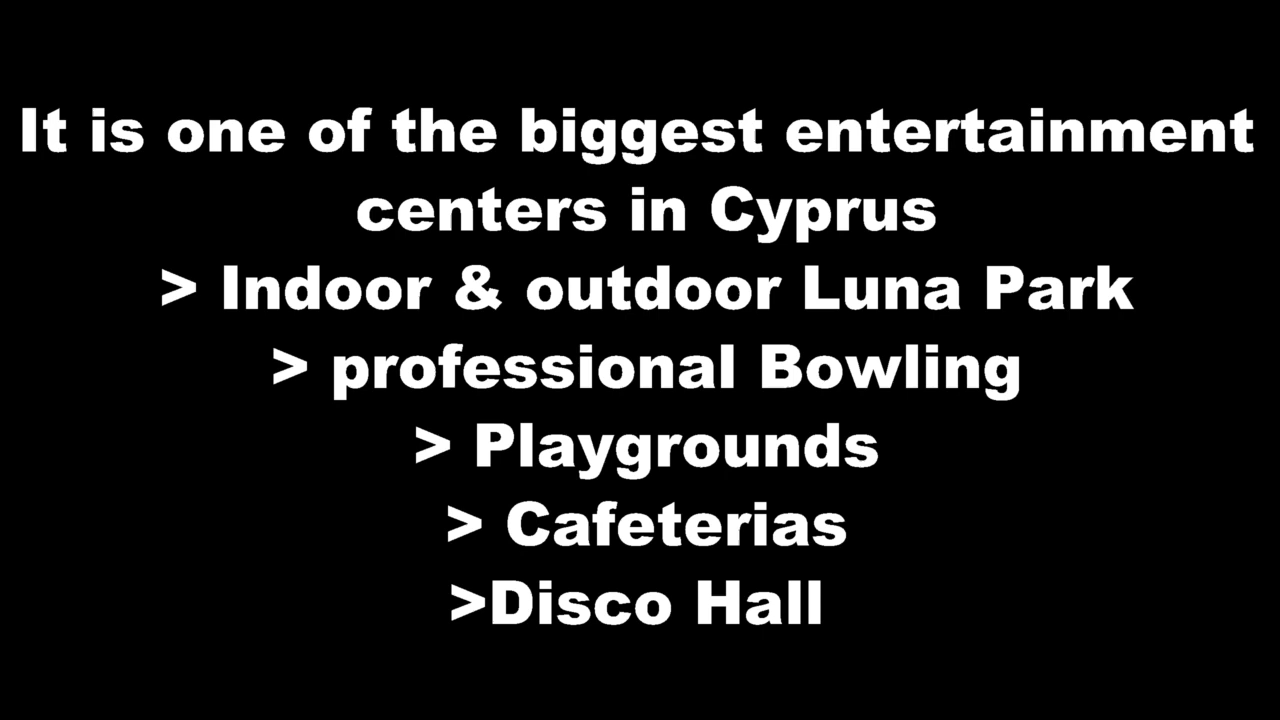 It is one of the biggest entertainment
centers in Cyprus
> Indoor & outdoor Luna Park
> professional Bowling
> Playgrounds
> Cafeterias
>Disco Hall